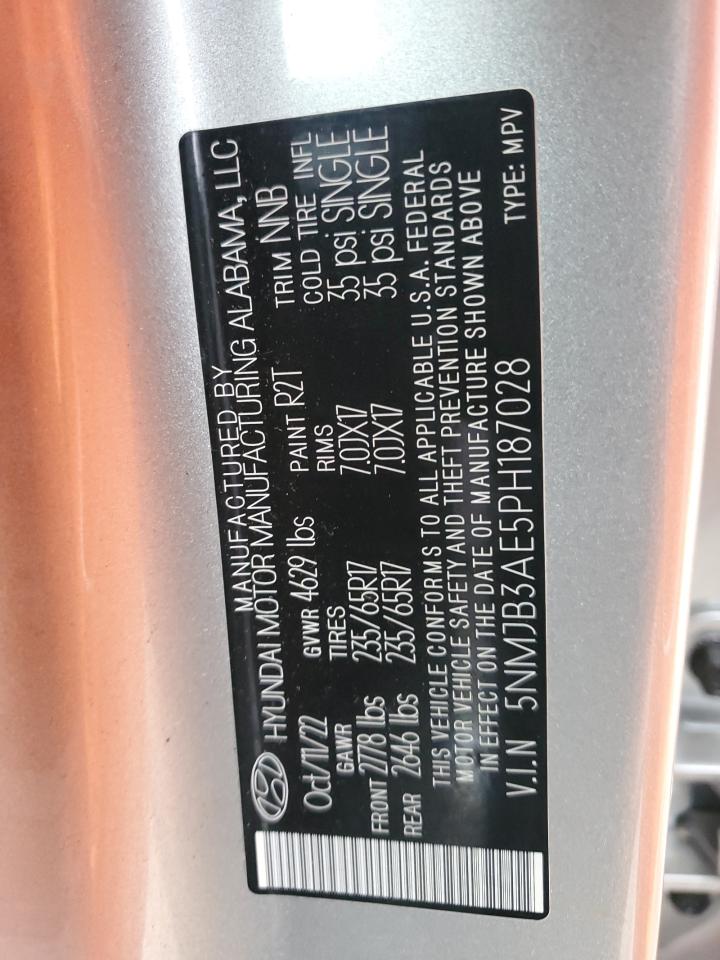 MANUFACTURED BY
HYUNDAI MOTOR MANUFACTURING ALABAMA, LLC
Oct/11/22 GVWR 4629 lbs PAINT R2T TRIM NNB
GAWR TIRES RIMS COLD TIRE INFL
FRONT 2778 lbs 235/65R17 7.0JX17 35 psi SINGLE
REAR 2646 lbs 235/65R17 7.0JX17 35 psi SINGLE
THIS VEHICLE CONFORMS TO ALL APPLICABLE U.S.A. FEDERAL
MOTOR VEHICLE SAFETY AND THEFT PREVENTION STANDARDS
IN EFFECT ON THE DATE OF MANUFACTURE SHOWN ABOVE
V.I.N 5NMJB3AE5PH187028 TYPE: MPV